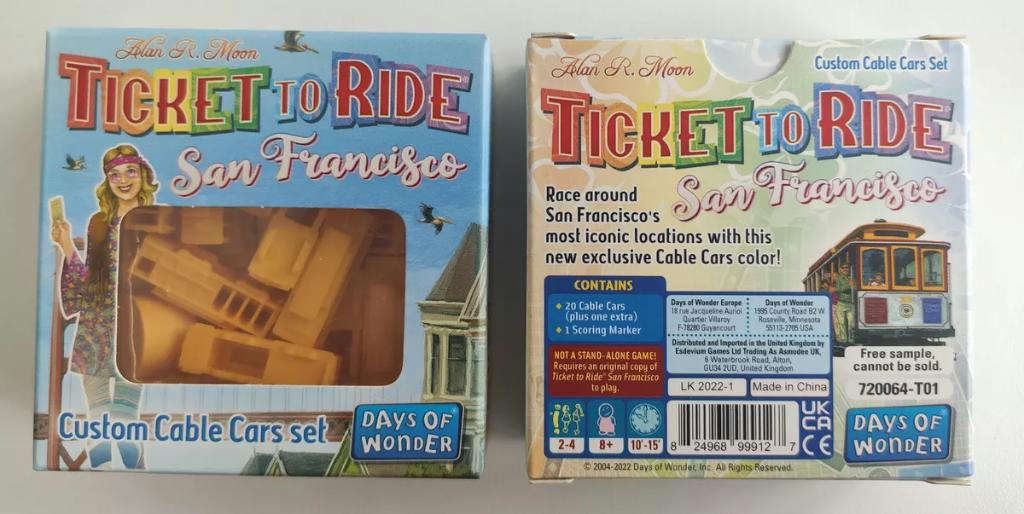 Alan R. Moon
TICKET TO RIDE
San Francisco
Custom Cable Cars set
DAYS OF
WONDER
Alan R. Moon
Custom Cable Cars Set
TICKET TO RIDE
San Francisco
Race around
San Francisco's
most iconic locations with this
new exclusive Cable Cars color!
CONTAINS
20 Cable Cars
(plus one extra)
1 Scoring Marker
NOT A STAND-ALONE GAME!
Requires an original copy of
Ticket to Ride® San Francisco
to play.
Days of Wonder Europe
18 rue Jacqueline Auriol
Quartier Villaroy
F-78280 Guyancourt
Days of Wonder
1995 County Road B2 W
Roseville, Minnesota
55113-2795 USA
Distributed and Imported in the United Kingdom by
Esdevium Games Ltd Trading As Asmodee UK,
6 Waterbrook Road, Alton,
GU34 2UD, United Kingdom
LK 2022-1
Made in China
Free sample,
cannot be sold.
720064-T01
2-4
8+
10'-15'
8 24968 99912 7
UK
CA
CE
DAYS OF
WONDER
© 2004-2022 Days of Wonder, Inc. All Rights Reserved.